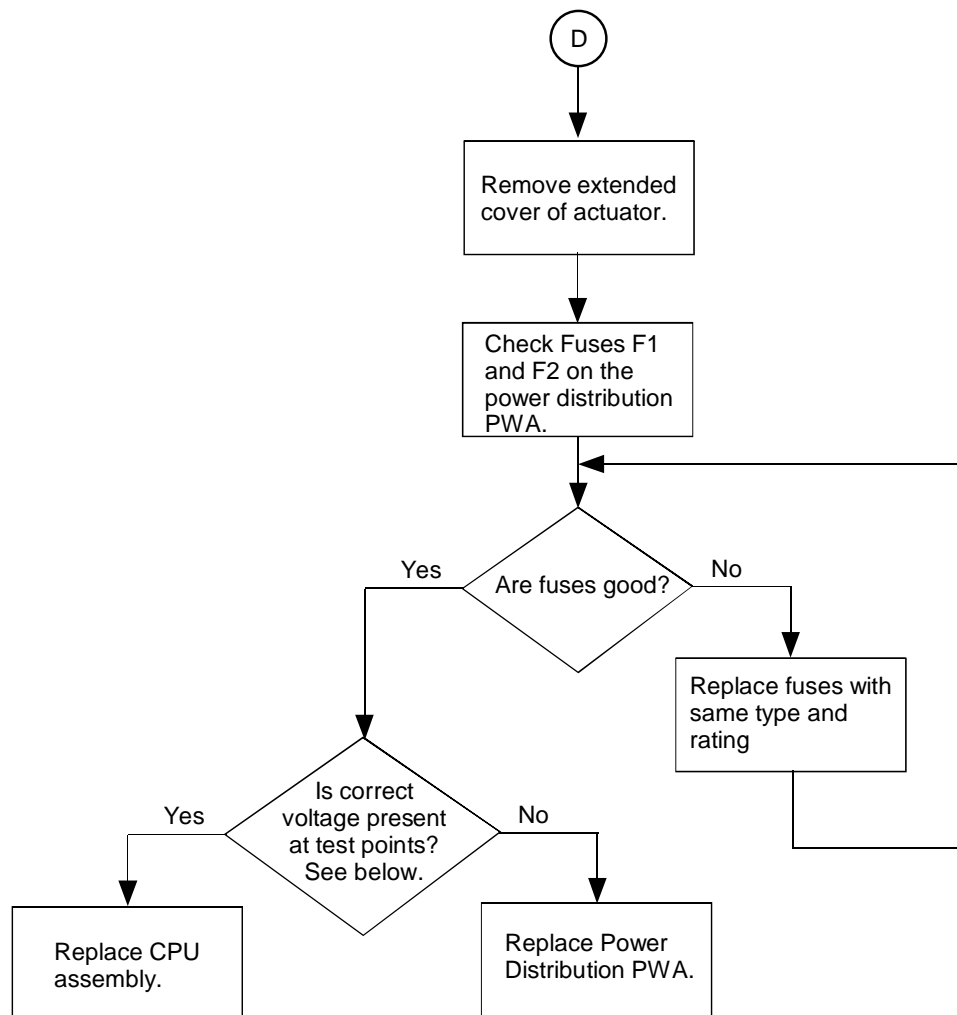 D
Remove extended
cover of actuator.
Check Fuses F1
and F2 on the
power distribution
PWA.
Yes
Are fuses good?
No
Replace fuses with
same type and
rating
Yes
Is correct
voltage present
at test points?
See below.
No
Replace CPU
assembly.
Replace Power
Distribution PWA.